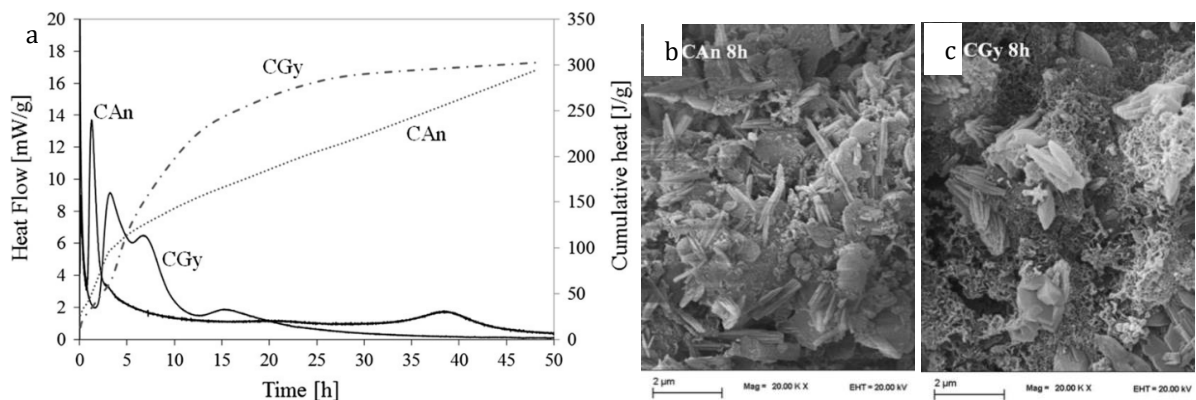 a
20
18
16
14
12
10
8
6
4
2
0
Heat Flow [mW/g]
0 5 10 15 20 25 30 35 40 45 50
Time [h]
350
300
250
200
150
100
50
0
Cumulative heat [J/g]
CAn
CGy
CAn
CGy
b CAn 8h
2 µm
Mag = 20.00 K X
EHT = 20.00 kV
c CGy 8h
2 µm
Mag = 20.00 K X
EHT = 20.00 kV